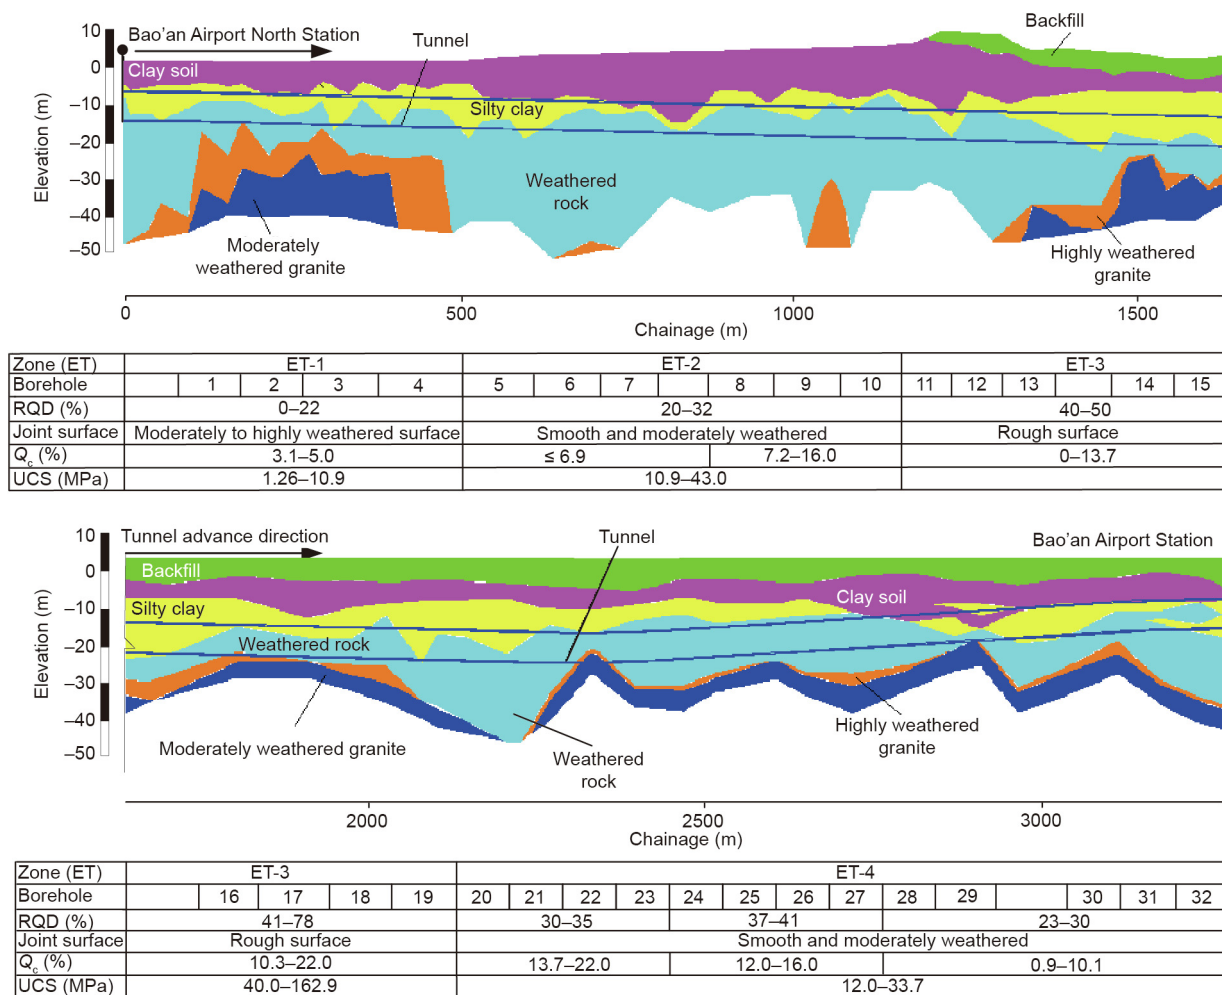 Bao'an Airport North Station
Tunnel
Backfill
Clay soil
Silty clay
Weathered
rock
Moderately
weathered granite
Highly weathered
granite
Elevation (m)
10
0
–10
–20
–30
–40
–50
0
500
1000
1500
Chainage (m)
Zone (ET) ET-1 ET-2 ET-3
Borehole 1 2 3 4 5 6 7 8 9 10 11 12 13 14 15
RQD (%) 0–22 20–32 40–50
Joint surface Moderately to highly weathered surface Smooth and moderately weathered Rough surface
Qc (%) 3.1–5.0 ≤ 6.9 7.2–16.0 0–13.7
UCS (MPa) 1.26–10.9 10.9–43.0
Tunnel advance direction
Tunnel
Bao'an Airport Station
Backfill
Clay soil
Silty clay
Weathered rock
Moderately weathered granite
Weathered
rock
Highly weathered
granite
Elevation (m)
10
0
–10
–20
–30
–40
–50
2000
2500
3000
Chainage (m)
Zone (ET) ET-3 ET-4
Borehole 16 17 18 19 20 21 22 23 24 25 26 27 28 29 30 31 32
RQD (%) 41–78 30–35 37–41 23–30
Joint surface Rough surface Smooth and moderately weathered
Qc (%) 10.3–22.0 13.7–22.0 12.0–16.0 0.9–10.1
UCS (MPa) 40.0–162.9 12.0–33.7